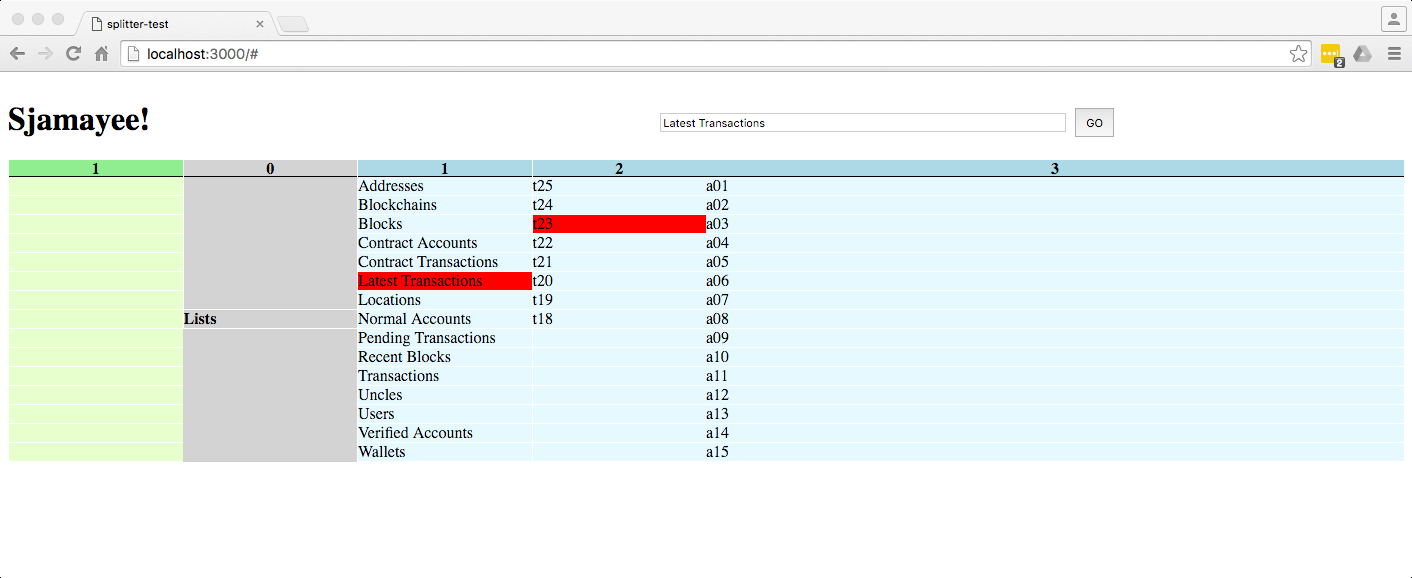 splitter-test
localhost:3000/#
2
Sjamayee!
Latest Transactions GO
1 0 1 2 3
Addresses t25 a01
Blockchains t24 a02
Blocks t23 a03
Contract Accounts t22 a04
Contract Transactions t21 a05
Latest Transactions t20 a06
Locations t19 a07
Lists Normal Accounts t18 a08
Pending Transactions a09
Recent Blocks a10
Transactions a11
Uncles a12
Users a13
Verified Accounts a14
Wallets a15